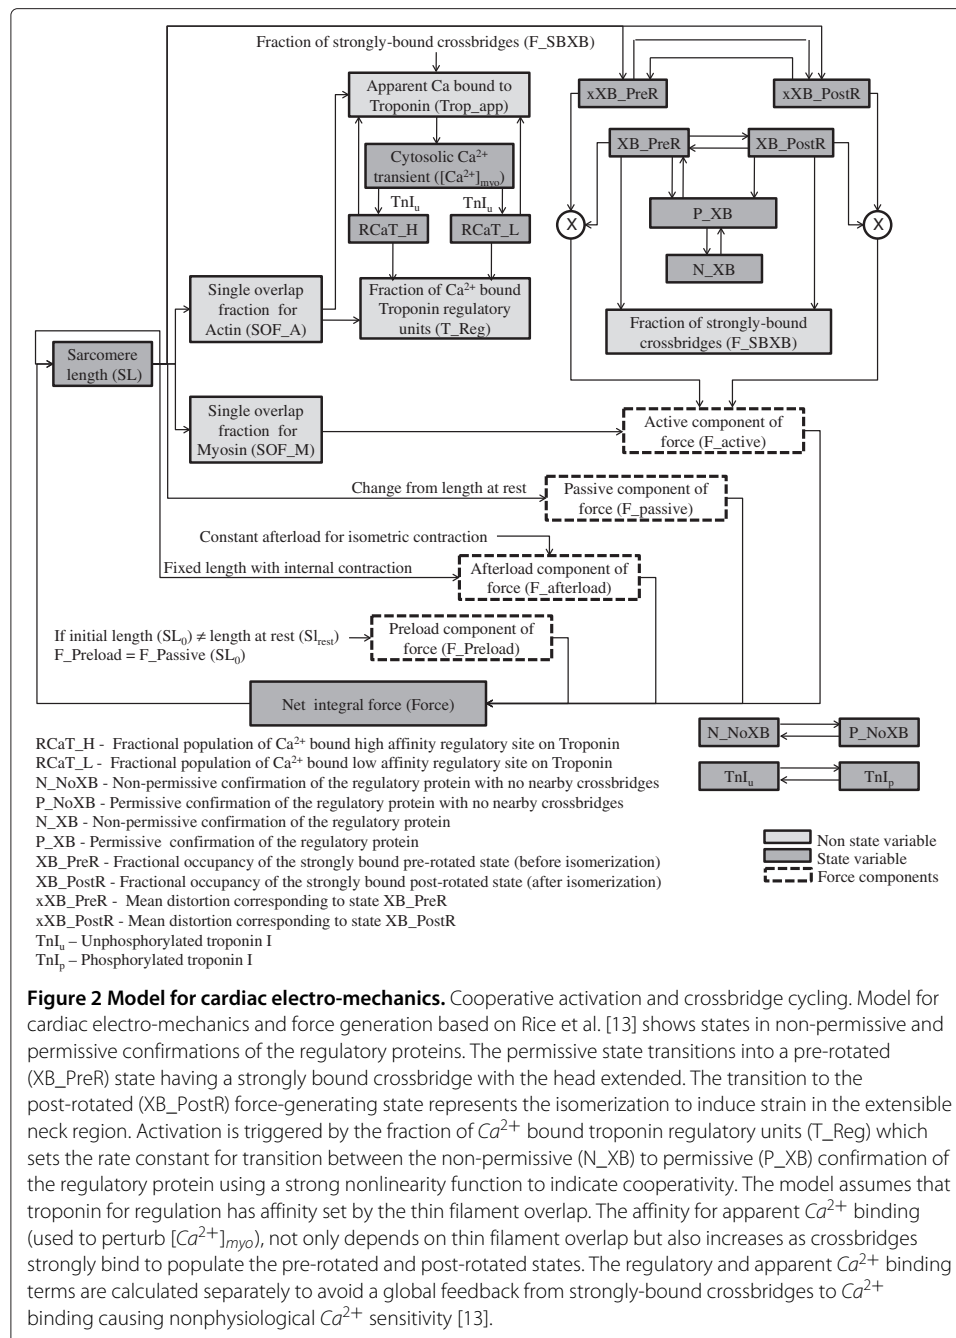 Fraction of strongly-bound crossbridges (F_SBXB)
Apparent Ca bound to
Troponin (Trop_app)
xXB_PreR
xXB_PostR
Cytosolic Ca²⁺
transient ([Ca²⁺]myo)
XB_PreR
XB_PostR
TnIu
TnIu
RCaT_H
RCaT_L
P_XB
X
X
N_XB
Single overlap
fraction for
Actin (SOF_A)
Fraction of Ca²⁺ bound
Troponin regulatory
units (T_Reg)
Fraction of strongly-bound
crossbridges (F_SBXB)
Sarcomere
length (SL)
Single overlap
fraction for
Myosin (SOF_M)
Active component of
force (F_active)
Change from length at rest
Passive component of
force (F_passive)
Constant afterload for isometric contraction
Fixed length with internal contraction
Afterload component of
force (F_afterload)
If initial length (SL₀) ≠ length at rest (Slrest)
F_Preload = F_Passive (SL₀)
Preload component of
force (F_Preload)
Net integral force (Force)
N_NoXB
P_NoXB
TnIu
TnIp
RCaT_H - Fractional population of Ca²⁺ bound high affinity regulatory site on Troponin
RCaT_L - Fractional population of Ca²⁺ bound low affinity regulatory site on Troponin
N_NoXB - Non-permissive confirmation of the regulatory protein with no nearby crossbridges
P_NoXB - Permissive confirmation of the regulatory protein with no nearby crossbridges
N_XB - Non-permissive confirmation of the regulatory protein
P_XB - Permissive confirmation of the regulatory protein
XB_PreR - Fractional occupancy of the strongly bound pre-rotated state (before isomerization)
XB_PostR - Fractional occupancy of the strongly bound post-rotated state (after isomerization)
xXB_PreR - Mean distortion corresponding to state XB_PreR
xXB_PostR - Mean distortion corresponding to state XB_PostR
TnIu – Unphosphorylated troponin I
TnIp – Phosphorylated troponin I
Non state variable
State variable
Force components
Figure 2 Model for cardiac electro-mechanics. Cooperative activation and crossbridge cycling. Model for
cardiac electro-mechanics and force generation based on Rice et al. [13] shows states in non-permissive and
permissive confirmations of the regulatory proteins. The permissive state transitions into a pre-rotated
(XB_PreR) state having a strongly bound crossbridge with the head extended. The transition to the
post-rotated (XB_PostR) force-generating state represents the isomerization to induce strain in the extensible
neck region. Activation is triggered by the fraction of Ca²⁺ bound troponin regulatory units (T_Reg) which
sets the rate constant for transition between the non-permissive (N_XB) to permissive (P_XB) confirmation of
the regulatory protein using a strong nonlinearity function to indicate cooperativity. The model assumes that
troponin for regulation has affinity set by the thin filament overlap. The affinity for apparent Ca²⁺ binding
(used to perturb [Ca²⁺]myo), not only depends on thin filament overlap but also increases as crossbridges
strongly bind to populate the pre-rotated and post-rotated states. The regulatory and apparent Ca²⁺ binding
terms are calculated separately to avoid a global feedback from strongly-bound crossbridges to Ca²⁺
binding causing nonphysiological Ca²⁺ sensitivity [13].